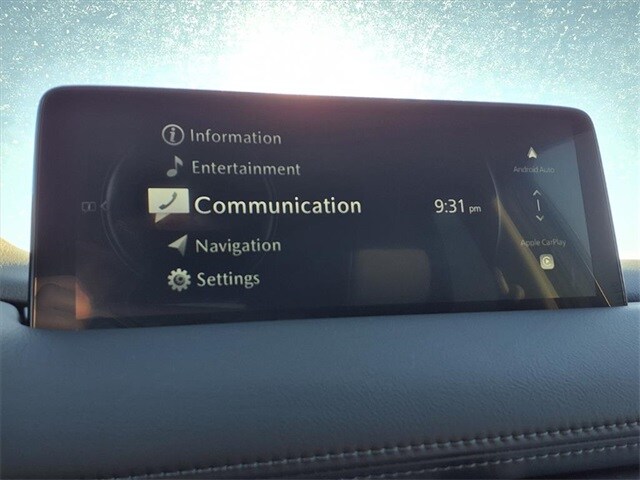 Information
Entertainment
Communication
9:31 pm
Navigation
Settings
Android Auto
Apple CarPlay